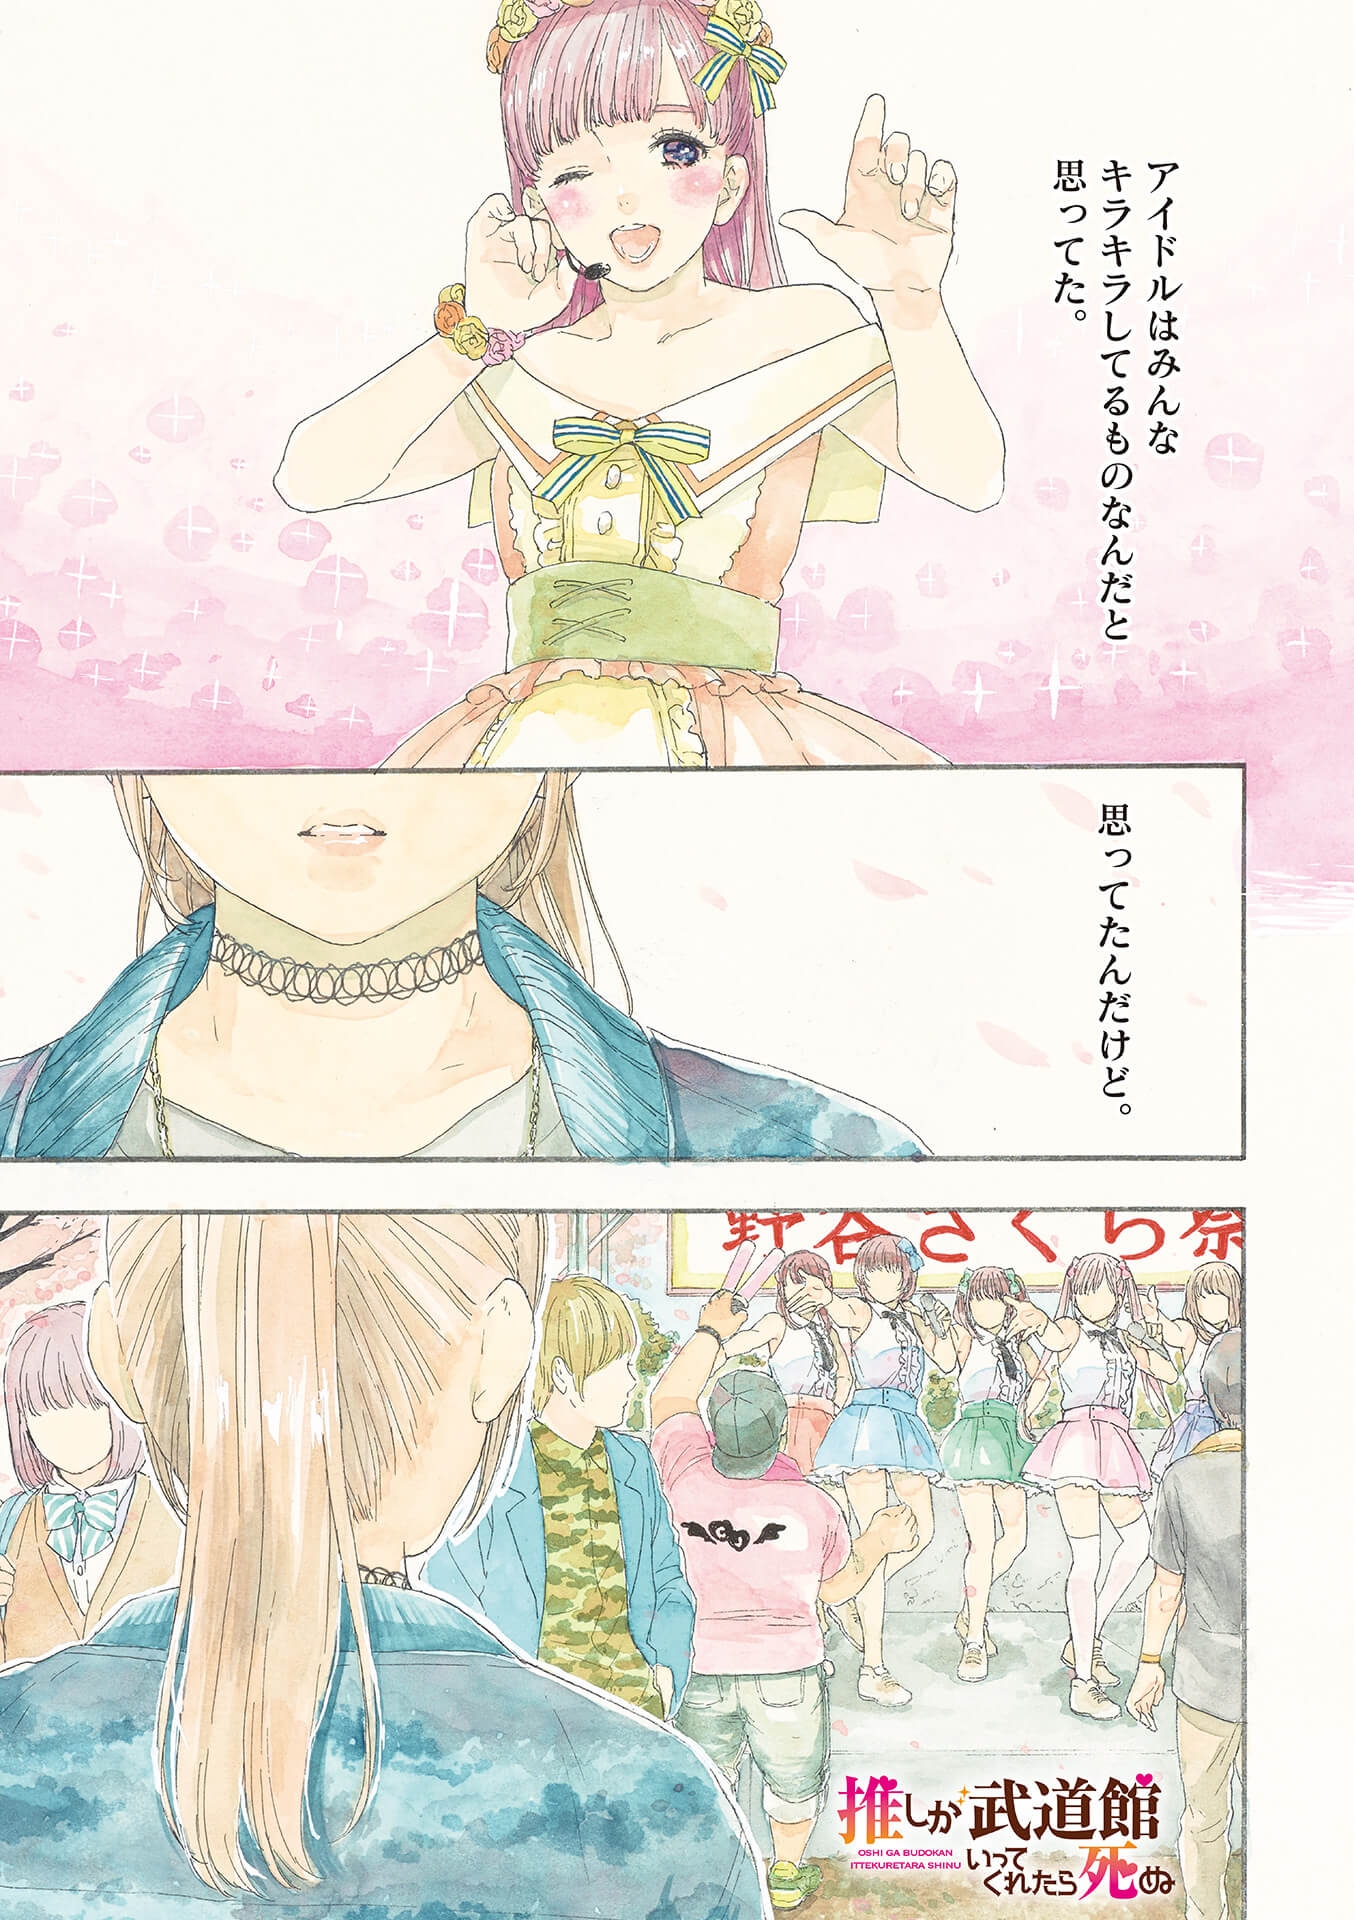 アイドルはみんな
キラキラしてるものなんだと
思ってた。
思ってたんだけど。
野谷さくら祭
推しが武道館
いって
くれたら死ぬ
OSHI GA BUDOKAN
ITTEKURETARA SHINU